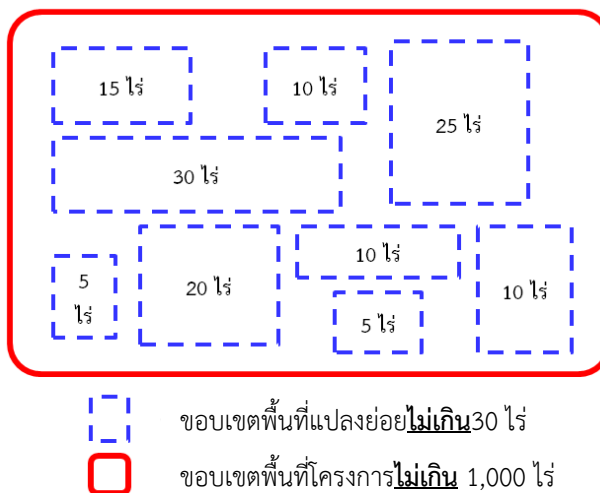 15 ไร่
10 ไร่
25 ไร่
30 ไร่
5
ไร่
20 ไร่
10 ไร่
5 ไร่
10 ไร่
ขอบเขตพื้นที่แปลงย่อยไม่เกิน30 ไร่
ขอบเขตพื้นที่โครงการไม่เกิน 1,000 ไร่